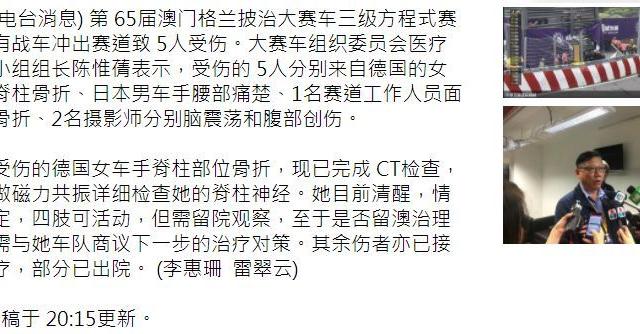 电台消息) 第 65届澳门格兰披治大赛车三级方程式赛
有战车冲出赛道致 5人受伤。大赛车组织委员会医疗
小组组长陈惟蒨表示，受伤的 5人分别来自德国的女
脊柱骨折、日本男车手腰部痛楚、1名赛道工作人员面
骨折、2名摄影师分别脑震荡和腹部创伤。
受伤的德国女车手脊柱部位骨折，现已完成 CT检查，
做磁力共振详细检查她的脊柱神经。她目前清醒，情
定，四肢可活动，但需留院观察，至于是否留澳治理
需与她车队商议下一步的治疗对策。其余伤者亦已接
疗，部分已出院。 (李惠珊 雷翠云)
稿于 20:15更新。